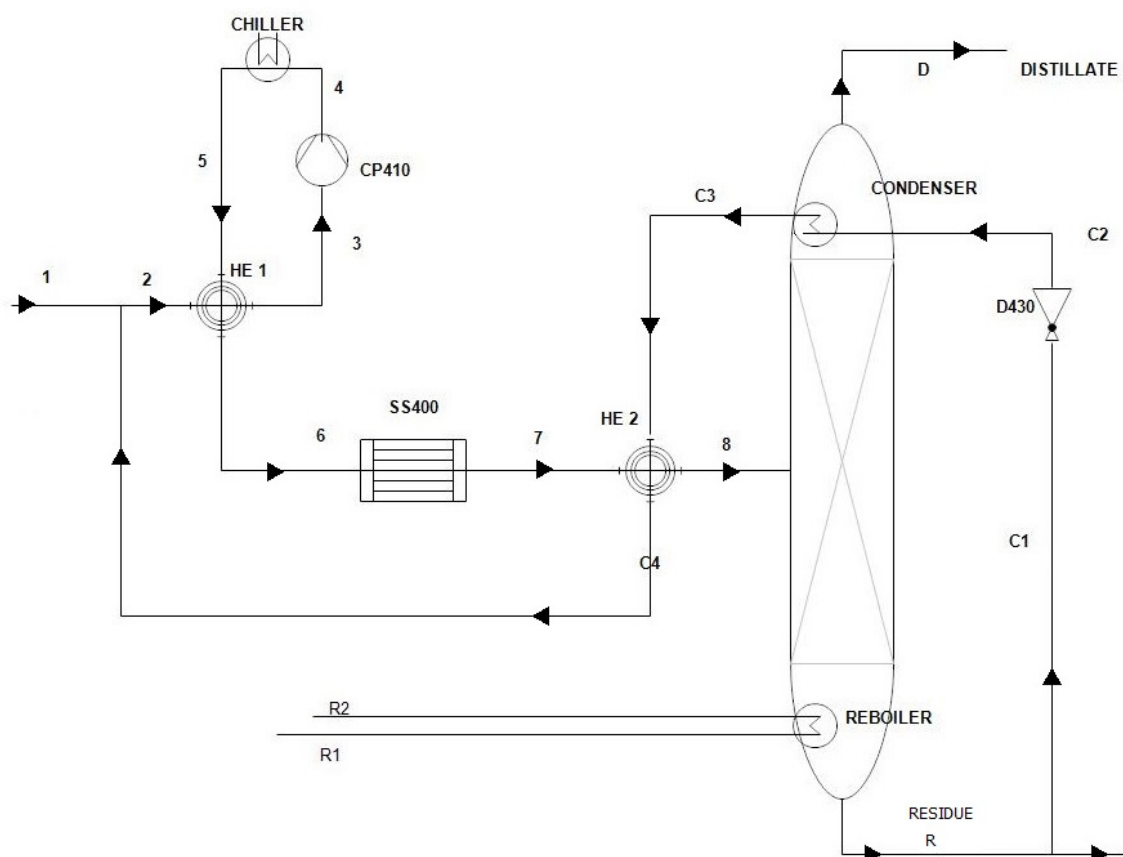 CHILLER
4
D
DISTILLATE
5
CP410
CONDENSER
C3
3
C2
1
2
HE 1
D430
SS400
HE 2
6
7
8
C1
C4
R2
REBOILER
R1
RESIDUE
R